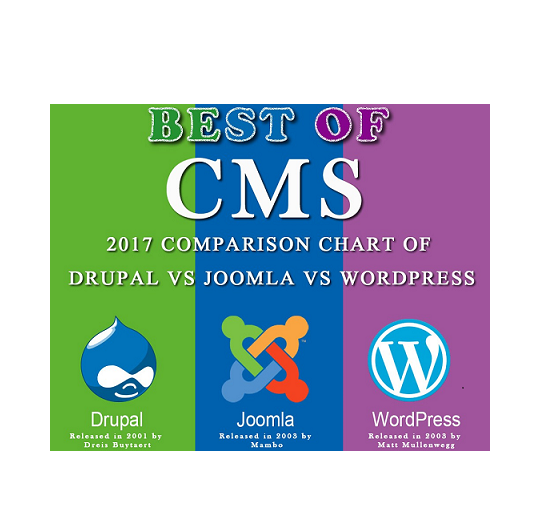 BEST OF
CMS
2017 COMPARISON CHART OF
DRUPAL VS JOOMLA VS WORDPRESS
Drupal
Joomla
WordPress
Released in 2001 by
Dreis Buytaert
Released in 2003 by
Mambo
Released in 2003 by
Matt Mullenwegg